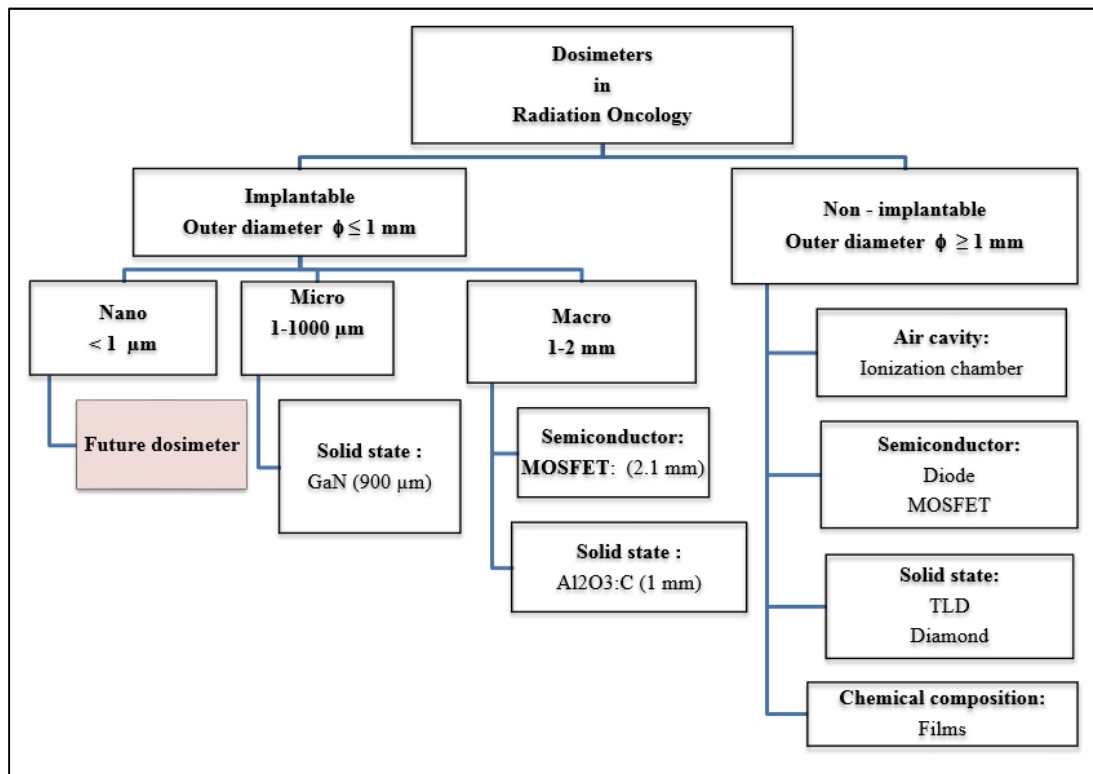 Dosimeters
in
Radiation Oncology
Implantable
Outer diameter ϕ ≤ 1 mm
Non - implantable
Outer diameter ϕ ≥ 1 mm
Nano
< 1 µm
Micro
1-1000 µm
Macro
1-2 mm
Air cavity:
Ionization chamber
Future dosimeter
Solid state :
GaN (900 µm)
Semiconductor:
MOSFET: (2.1 mm)
Semiconductor:
Diode
MOSFET
Solid state :
Al2O3:C (1 mm)
Solid state:
TLD
Diamond
Chemical composition:
Films